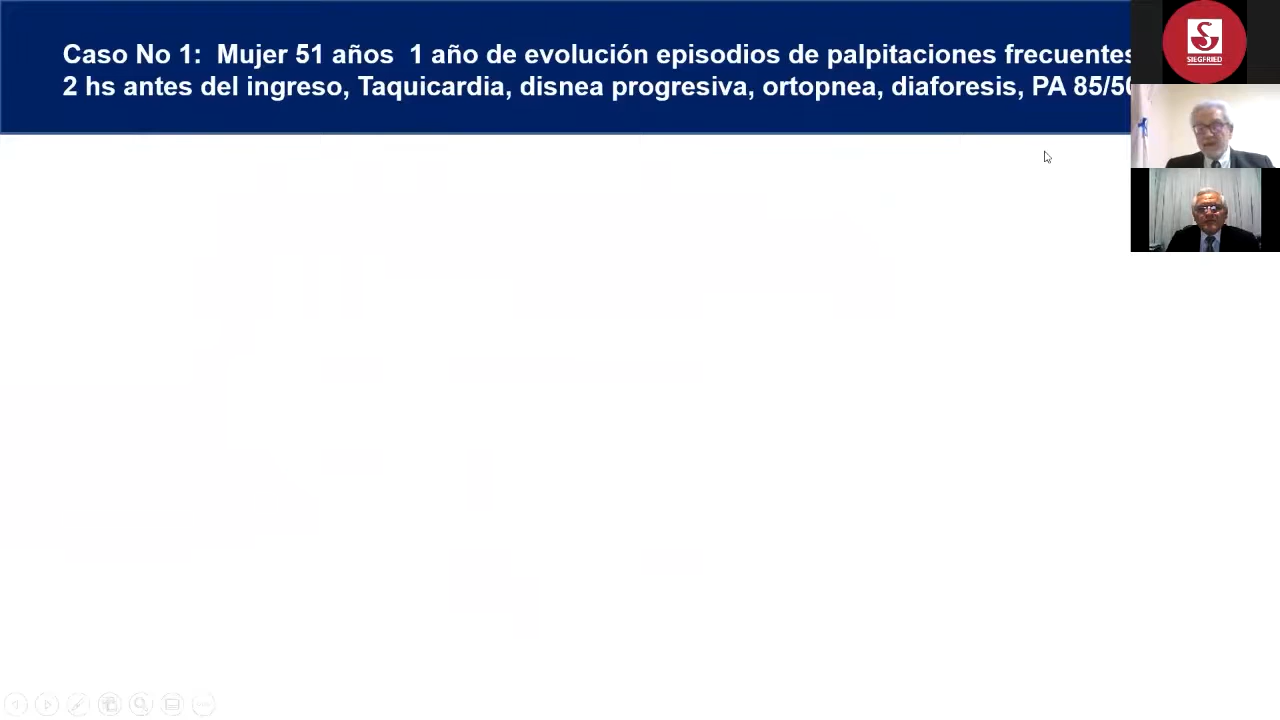 Caso No 1:  Mujer 51 años  1 año de evolución episodios de palpitaciones frecuentes
2 hs antes del ingreso, Taquicardia, disnea progresiva, ortopnea, diaforesis, PA 85/50
SIEGFRIED